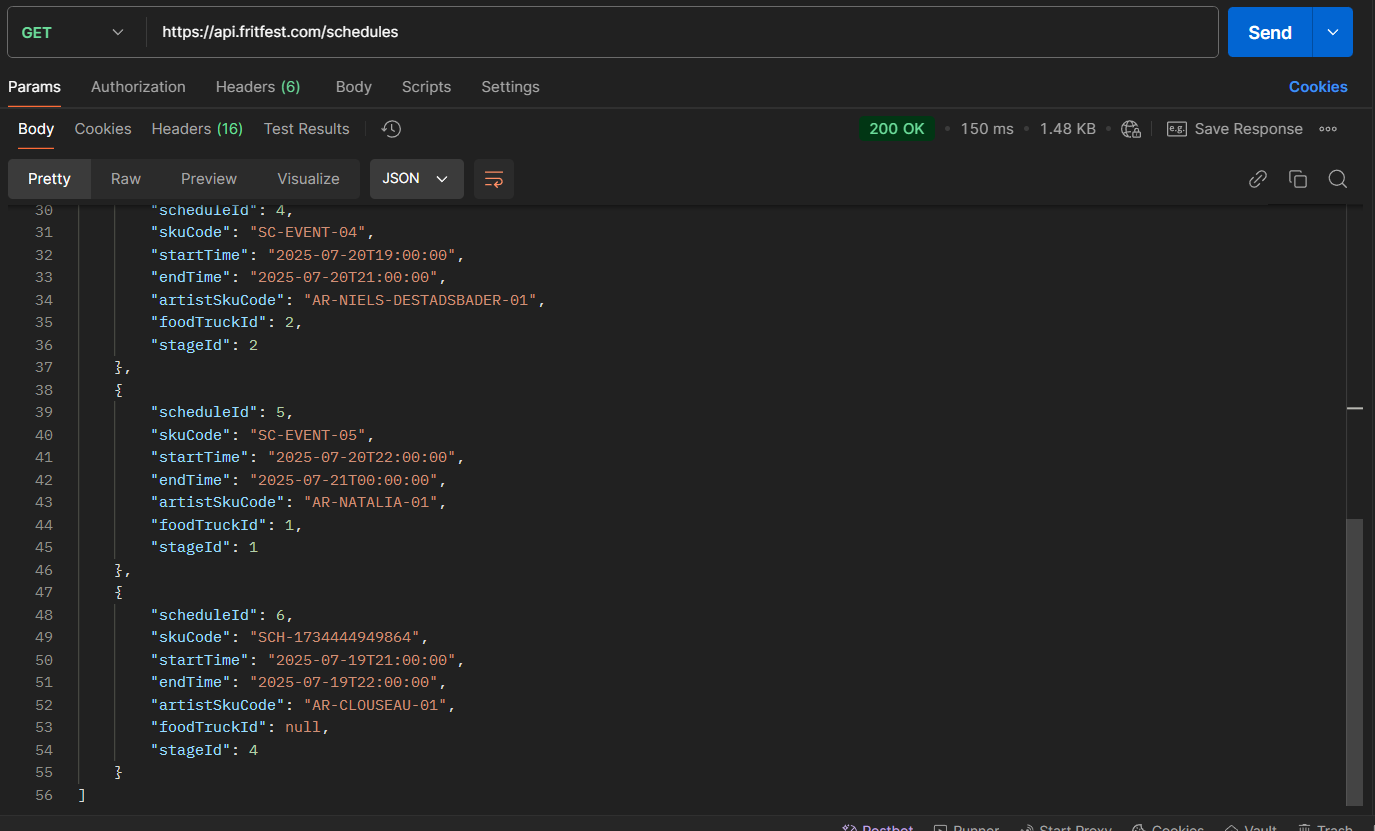 GET https://api.fritfest.com/schedules Send
Params Authorization Headers (6) Body Scripts Settings Cookies
Body Cookies Headers (16) Test Results 200 OK • 150 ms • 1.48 KB • e.g. Save Response
Pretty Raw Preview Visualize JSON
30 "scheduleId": 4,
31 "skuCode": "SC-EVENT-04",
32 "startTime": "2025-07-20T19:00:00",
33 "endTime": "2025-07-20T21:00:00",
34 "artistSkuCode": "AR-NIELS-DESTADSBADER-01",
35 "foodTruckId": 2,
36 "stageId": 2
37 },
38 {
39 "scheduleId": 5,
40 "skuCode": "SC-EVENT-05",
41 "startTime": "2025-07-20T22:00:00",
42 "endTime": "2025-07-21T00:00:00",
43 "artistSkuCode": "AR-NATALIA-01",
44 "foodTruckId": 1,
45 "stageId": 1
46 },
47 {
48 "scheduleId": 6,
49 "skuCode": "SCH-1734444949864",
50 "startTime": "2025-07-19T21:00:00",
51 "endTime": "2025-07-19T22:00:00",
52 "artistSkuCode": "AR-CLOUSEAU-01",
53 "foodTruckId": null,
54 "stageId": 4
55 }
56 ]
Postbot Runner Start Proxy Cookies Vault Trash